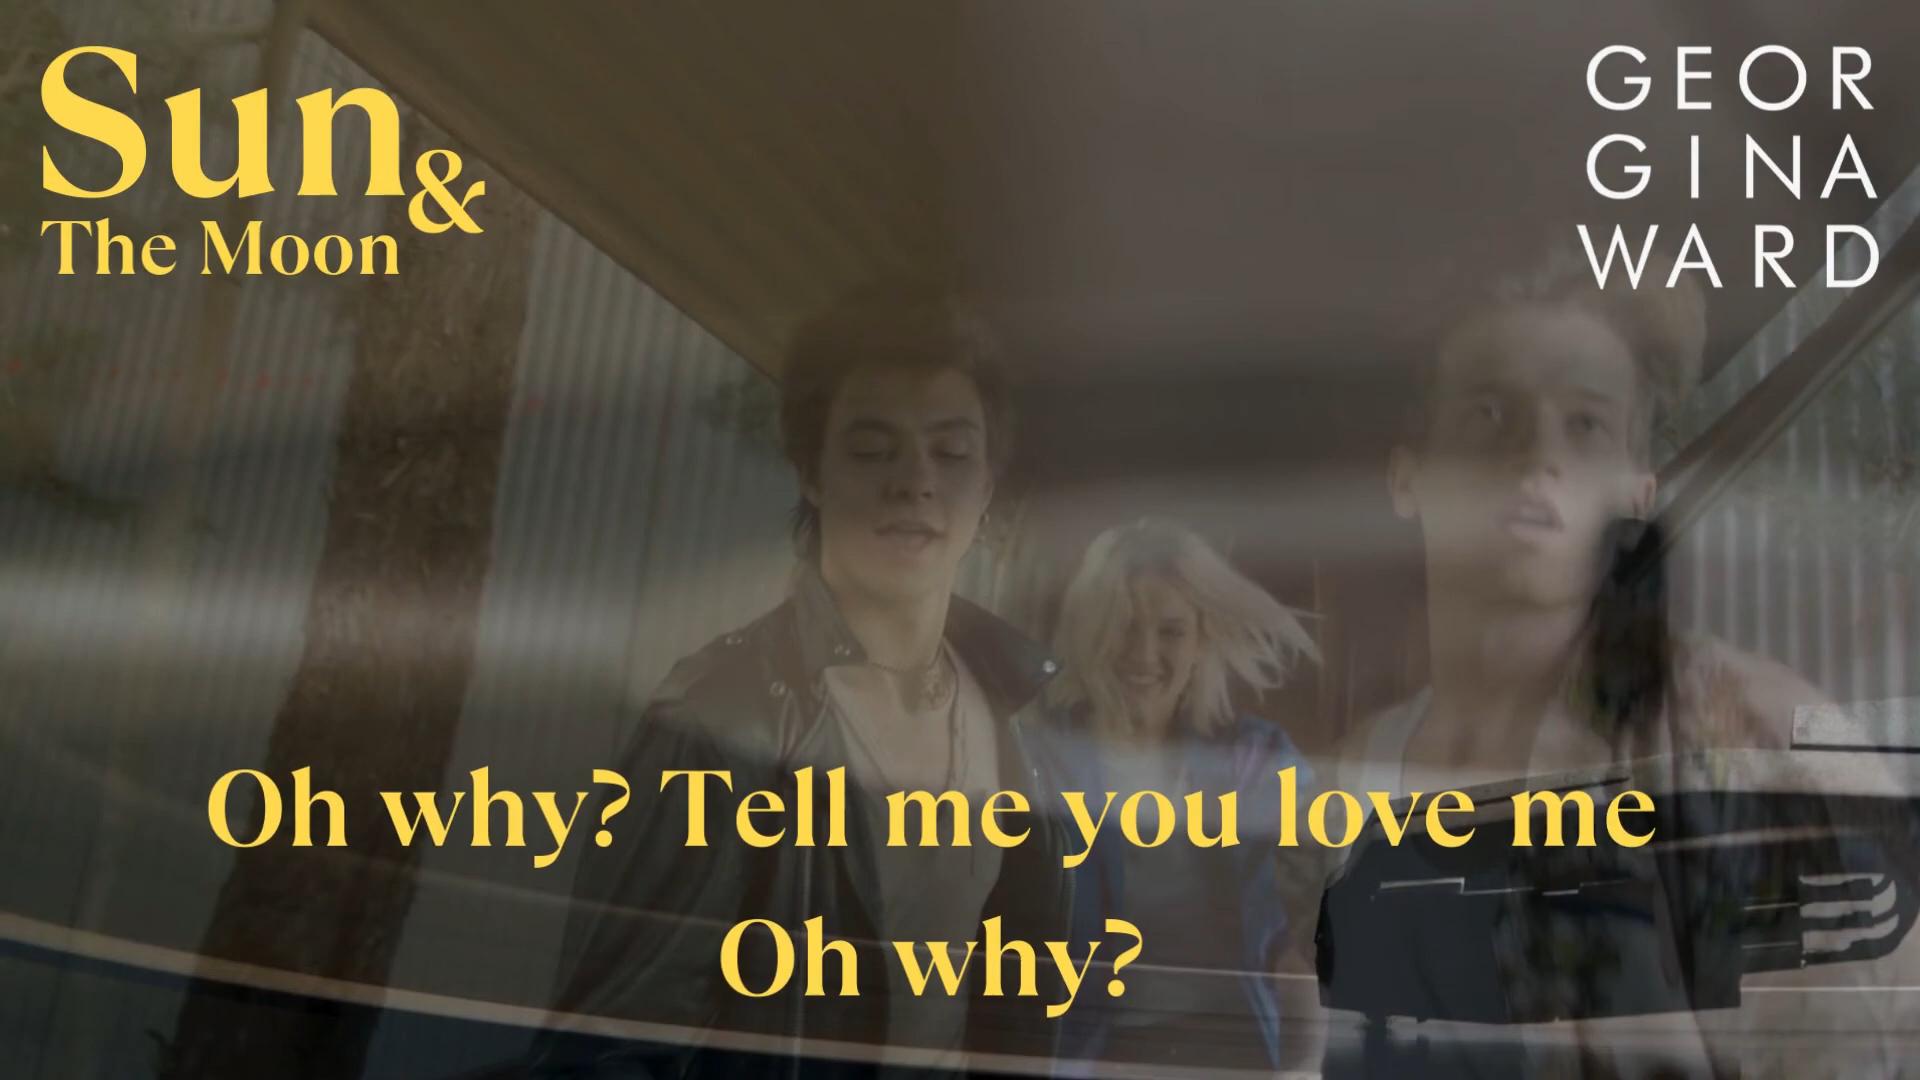 Sun &
The Moon
GEOR
GINA
WARD
Oh why? Tell me you love me
Oh why?